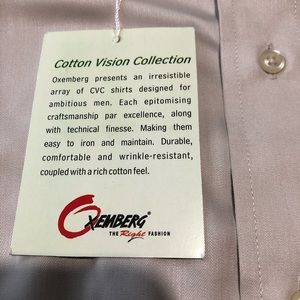 Cotton Vision Collection
Oxemberg presents an irresistible
array of CVC shirts designed for
ambitious men. Each epitomising
craftsmanship par excellence, along
with technical finesse. Making them
easy to iron and maintain. Durable,
comfortable and wrinkle-resistant,
coupled with a rich cotton feel.
OXEMBERG
THE Right FASHION